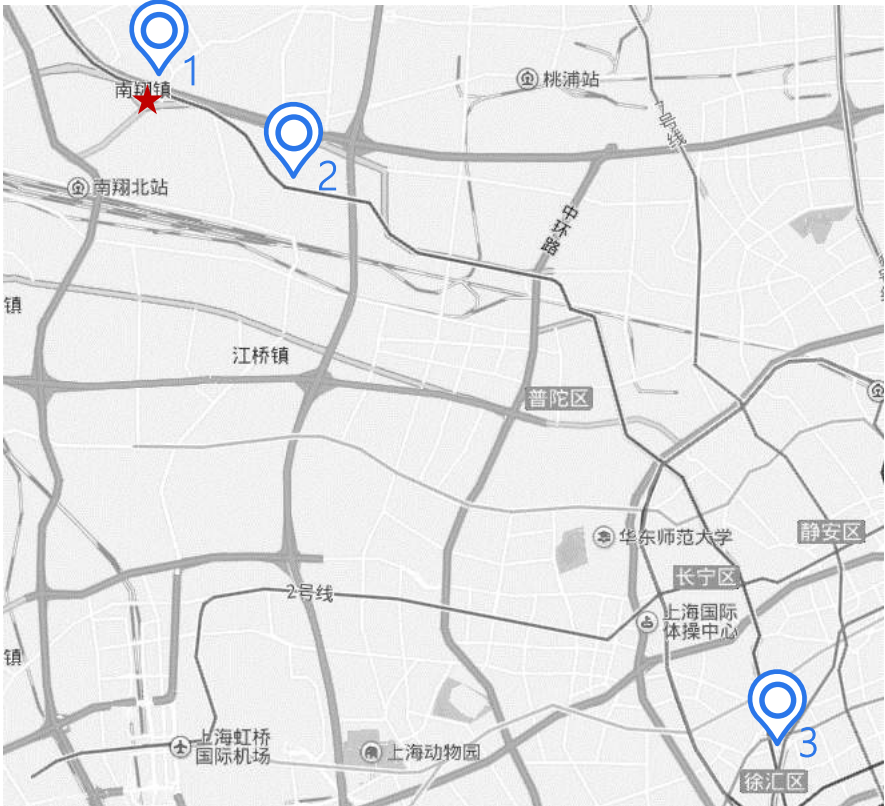 1
南翔镇
桃浦站
7号线
2
南翔北站
中环路
镇
江桥镇
普陀区
华东师范大学
静安区
长宁区
2号线
上海国际
体操中心
镇
上海虹桥
国际机场
上海动物园
3
徐汇区